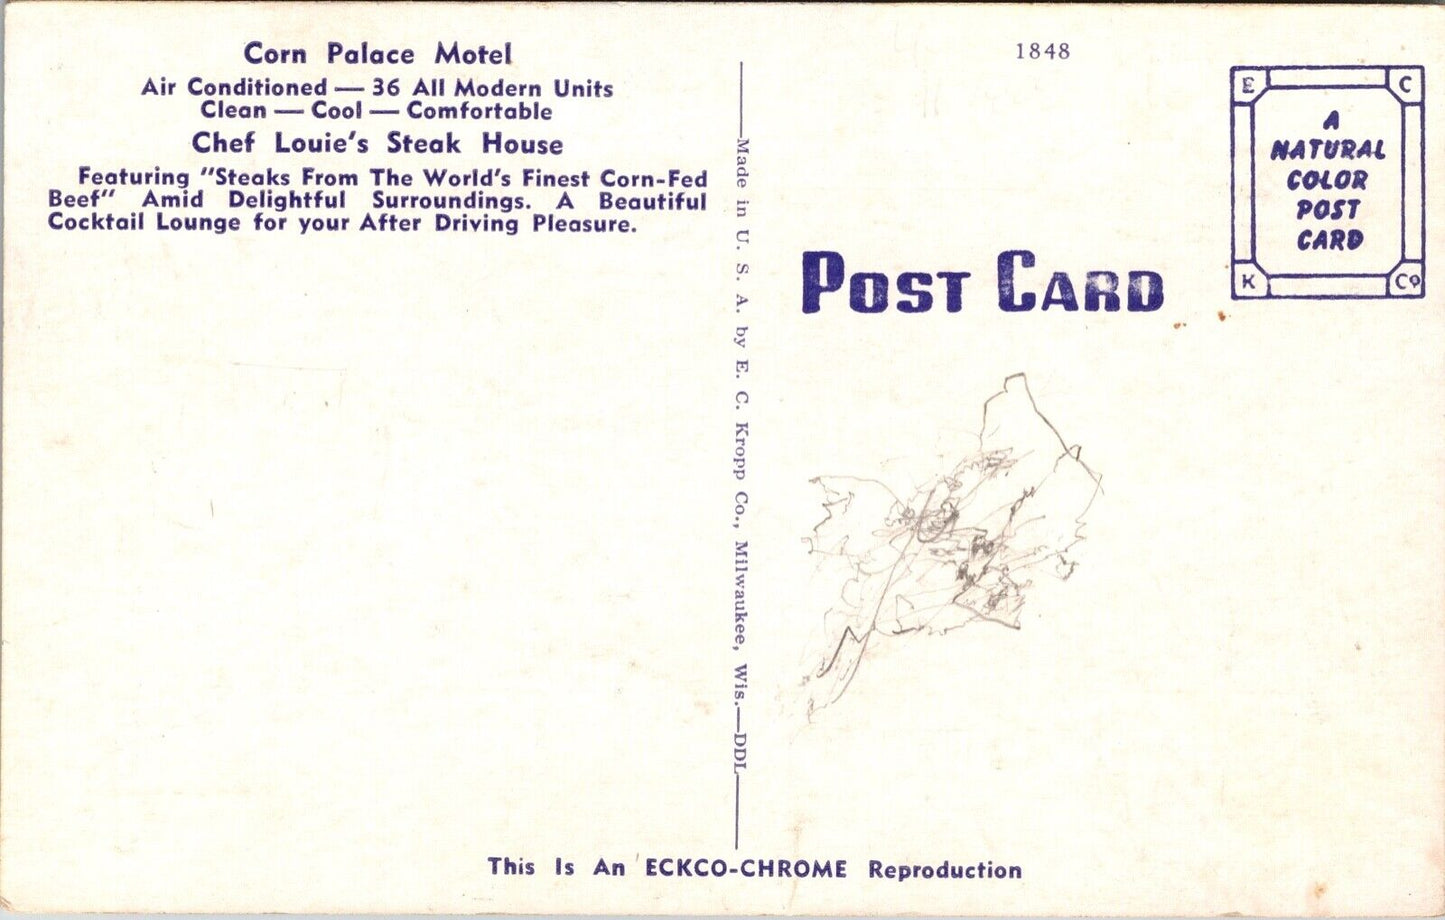 Corn Palace Motel
Air Conditioned — 36 All Modern Units
Clean — Cool — Comfortable
Chef Louie's Steak House
Featuring "Steaks From The World's Finest Corn-Fed
Beef" Amid Delightful Surroundings. A Beautiful
Cocktail Lounge for your After Driving Pleasure.
—Made in U. S. A. by E. C. Kropp Co., Milwaukee, Wis.—DDL—
1848
POST CARD
E C
A
NATURAL
COLOR
POST
CARD
K Co
This Is An ECKCO-CHROME Reproduction